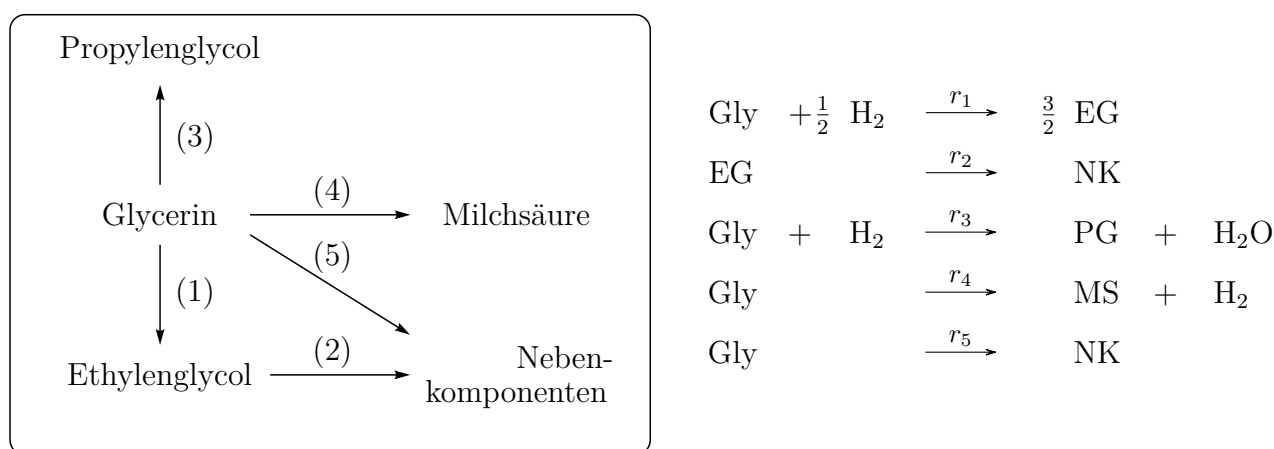 Propylenglycol
(3)
Glycerin
(4)
Milchsäure
(5)
(1)
Ethylenglycol
(2)
Neben-
komponenten
Gly + 1/2 H₂ r₁ → 3/2 EG
EG r₂ → NK
Gly + H₂ r₃ → PG + H₂O
Gly r₄ → MS + H₂
Gly r₅ → NK